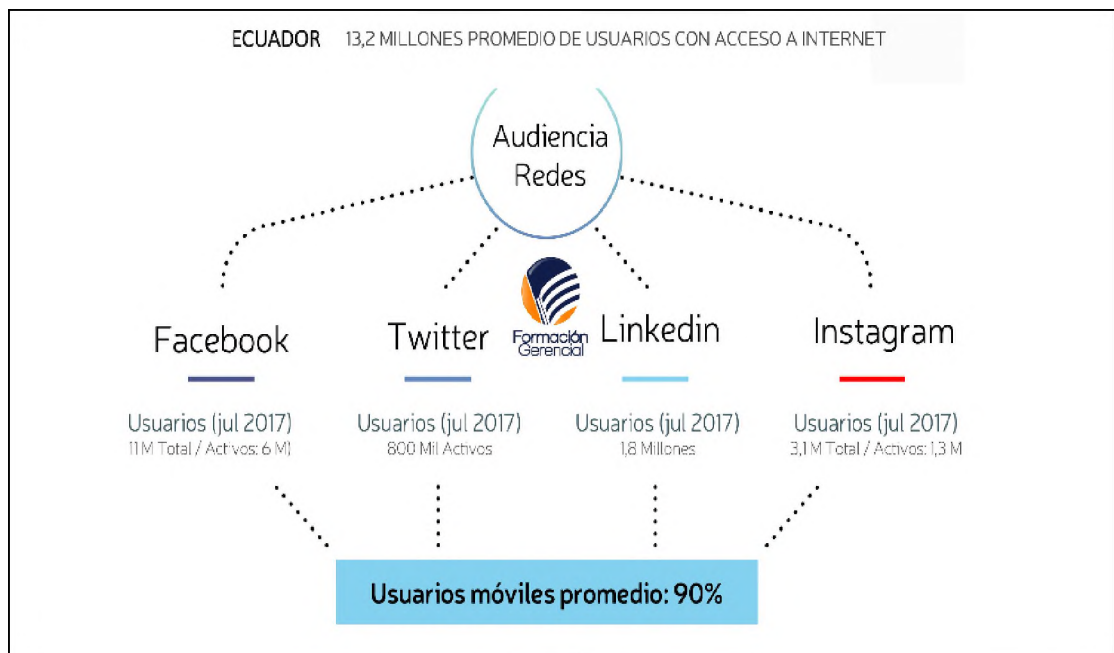 ECUADOR 13,2 MILLONES PROMEDIO DE USUARIOS CON ACCESO A INTERNET
Audiencia
Redes
Formación
Gerencial
Facebook
Twitter
Linkedin
Instagram
Usuarios (jul 2017)
11 M Total / Activos: 6 M)
Usuarios (jul 2017)
800 Mil Activos
Usuarios (jul 2017)
1,8 Millones
Usuarios (jul 2017)
3,1 M Total / Activos: 1,3 M
Usuarios móviles promedio: 90%